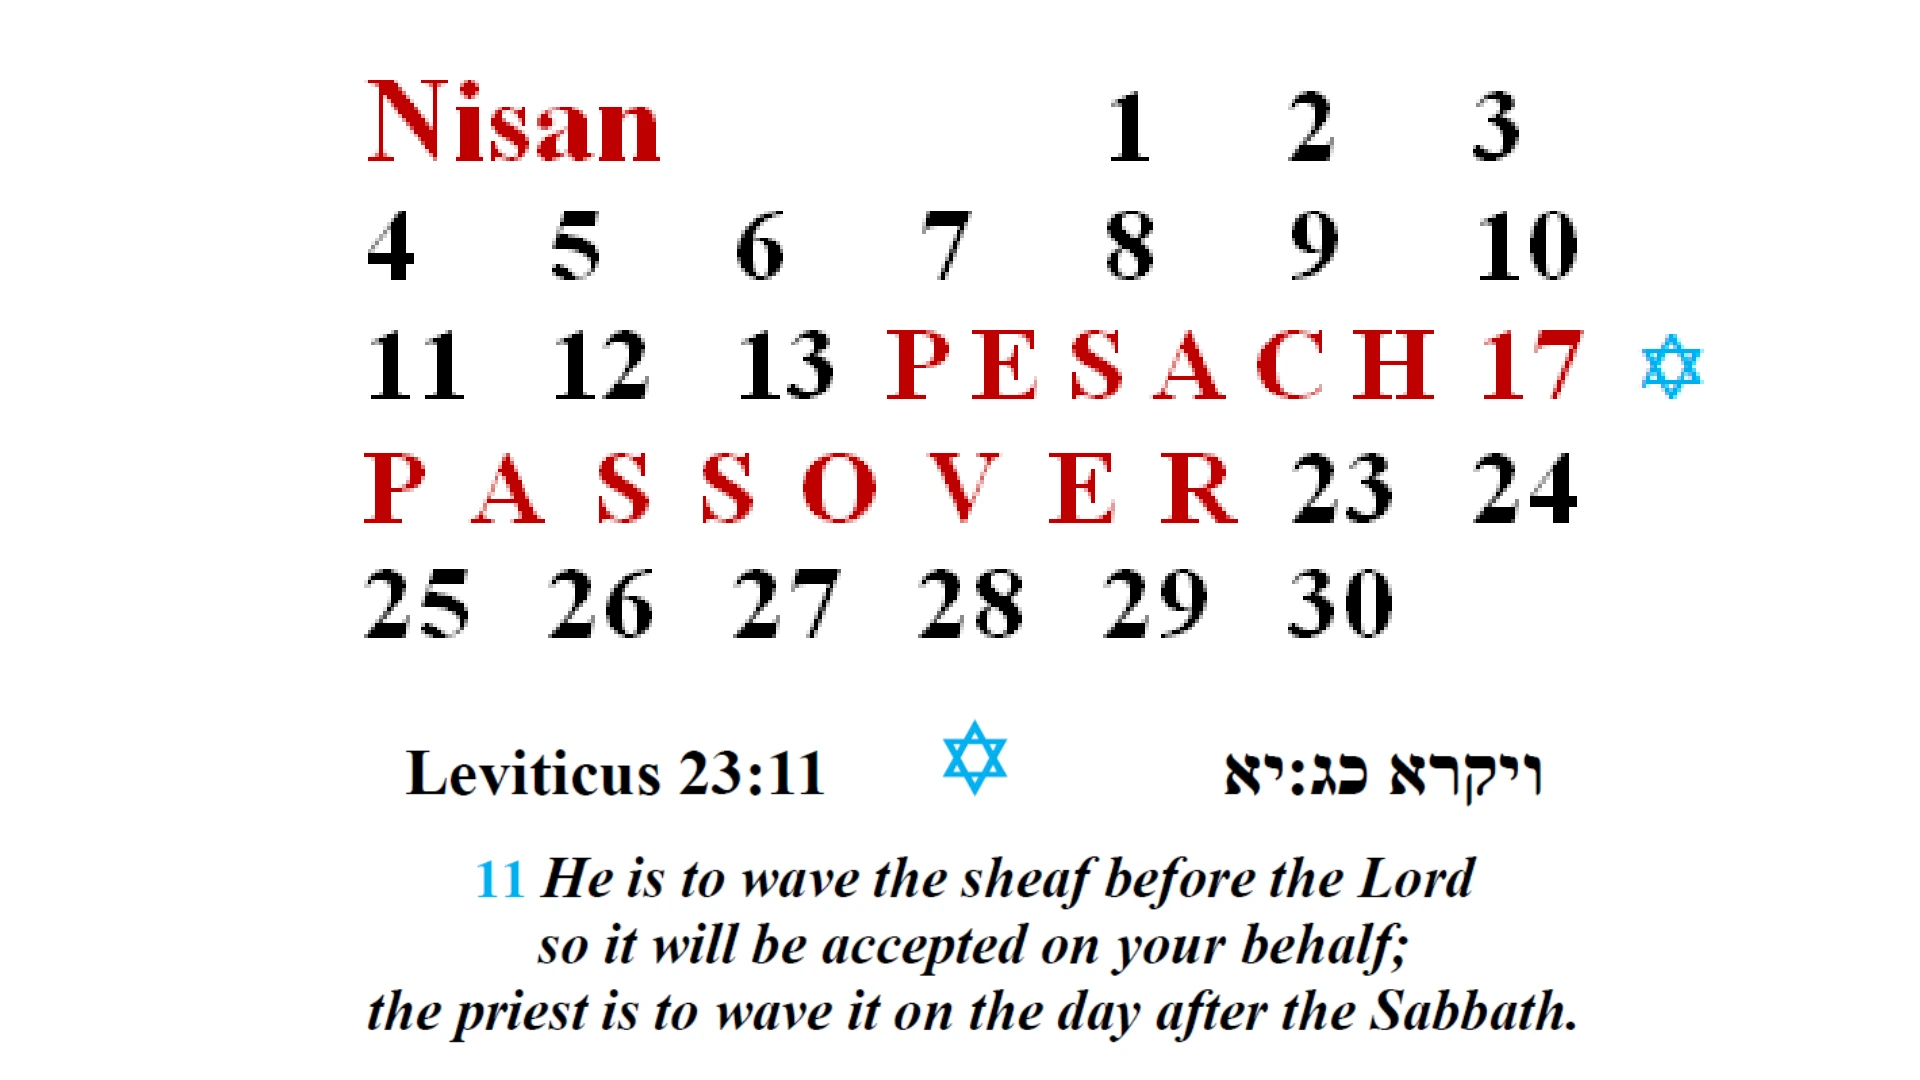 Nisan 1 2 3
4 5 6 7 8 9 10
11 12 13 P E S A C H 17
P A S S O V E R 23 24
25 26 27 28 29 30
Leviticus 23:11 ויקרא כג:יא
11 He is to wave the sheaf before the Lord
so it will be accepted on your behalf;
the priest is to wave it on the day after the Sabbath.